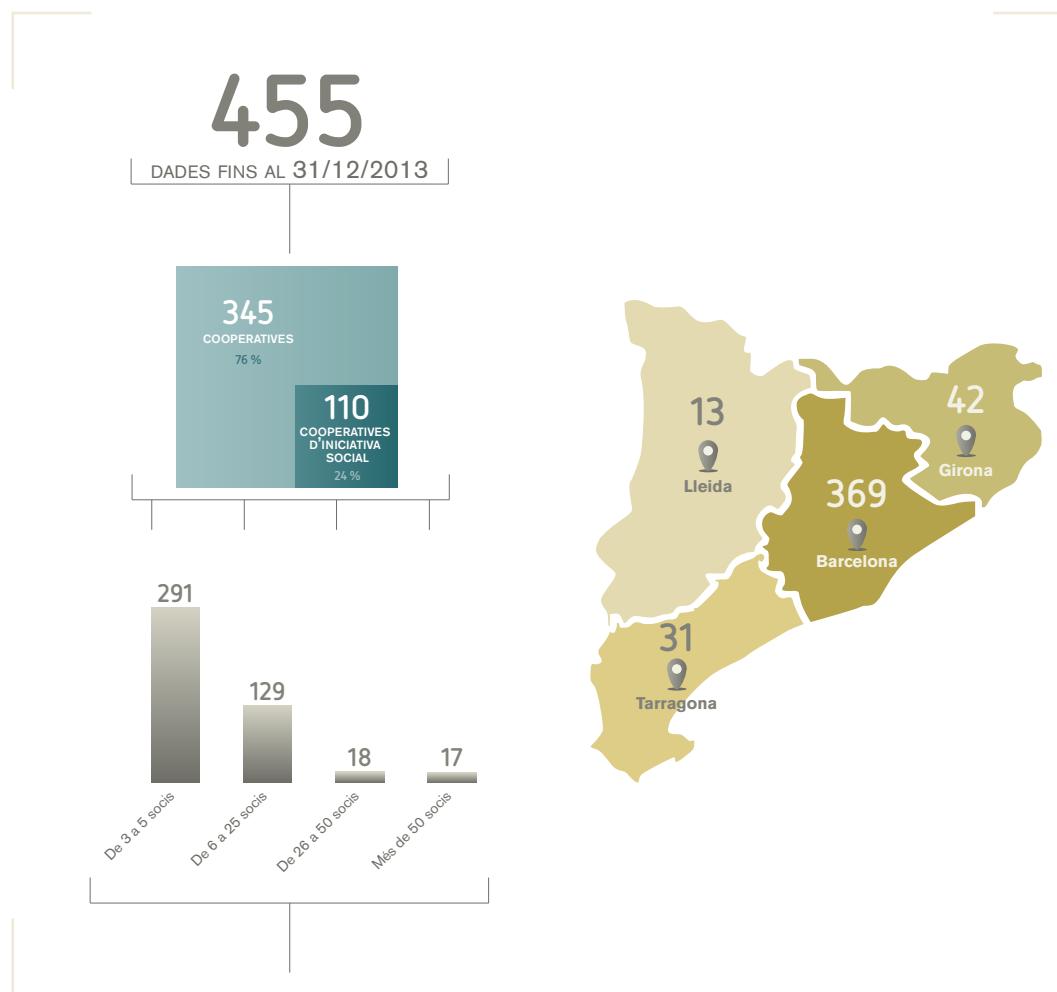 455
DADES FINS AL 31/12/2013
345
COOPERATIVES
76 %
110
COOPERATIVES
D'INICIATIVA
SOCIAL
24 %
291
129
18
17
De 3 a 5 socis
De 6 a 25 socis
De 26 a 50 socis
Més de 50 socis
13
Lleida
42
Girona
369
Barcelona
31
Tarragona